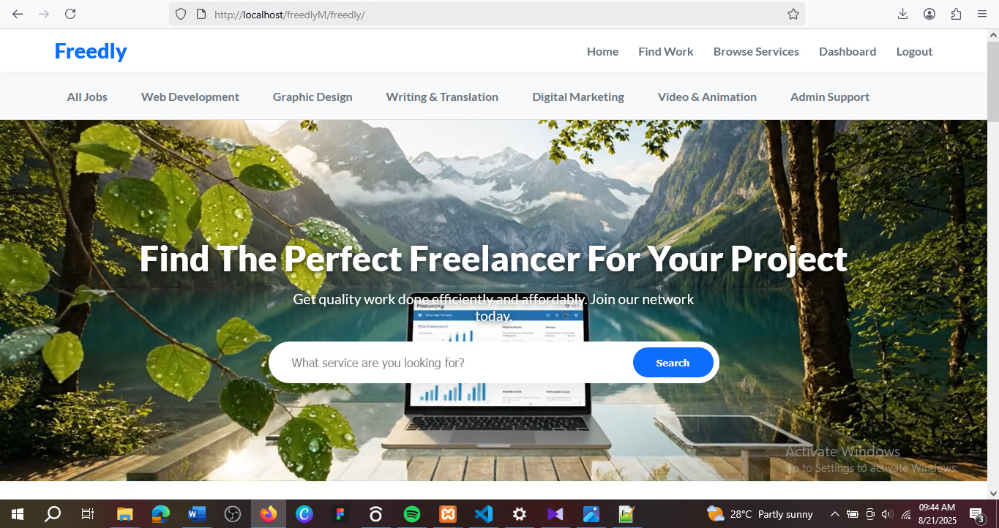 http://localhost/freedlyM/freedly/
Freedly
Home Find Work Browse Services Dashboard Logout
All Jobs Web Development Graphic Design Writing & Translation Digital Marketing Video & Animation Admin Support
Find The Perfect Freelancer For Your Project
Get quality work done efficiently and affordably. Join our network
today.
What service are you looking for?
Search
Activate Windows
Go to Settings to activate Windows.
28°C Partly sunny
09:44 AM
8/21/2025
3